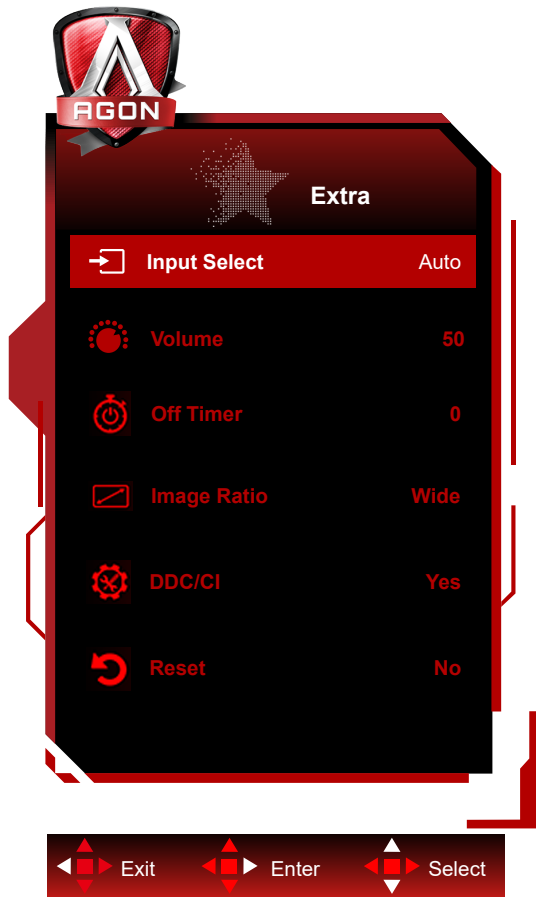 AGON
Extra
Input Select Auto
Volume 50
Off Timer 0
Image Ratio Wide
DDC/CI Yes
Reset No
Exit Enter Select